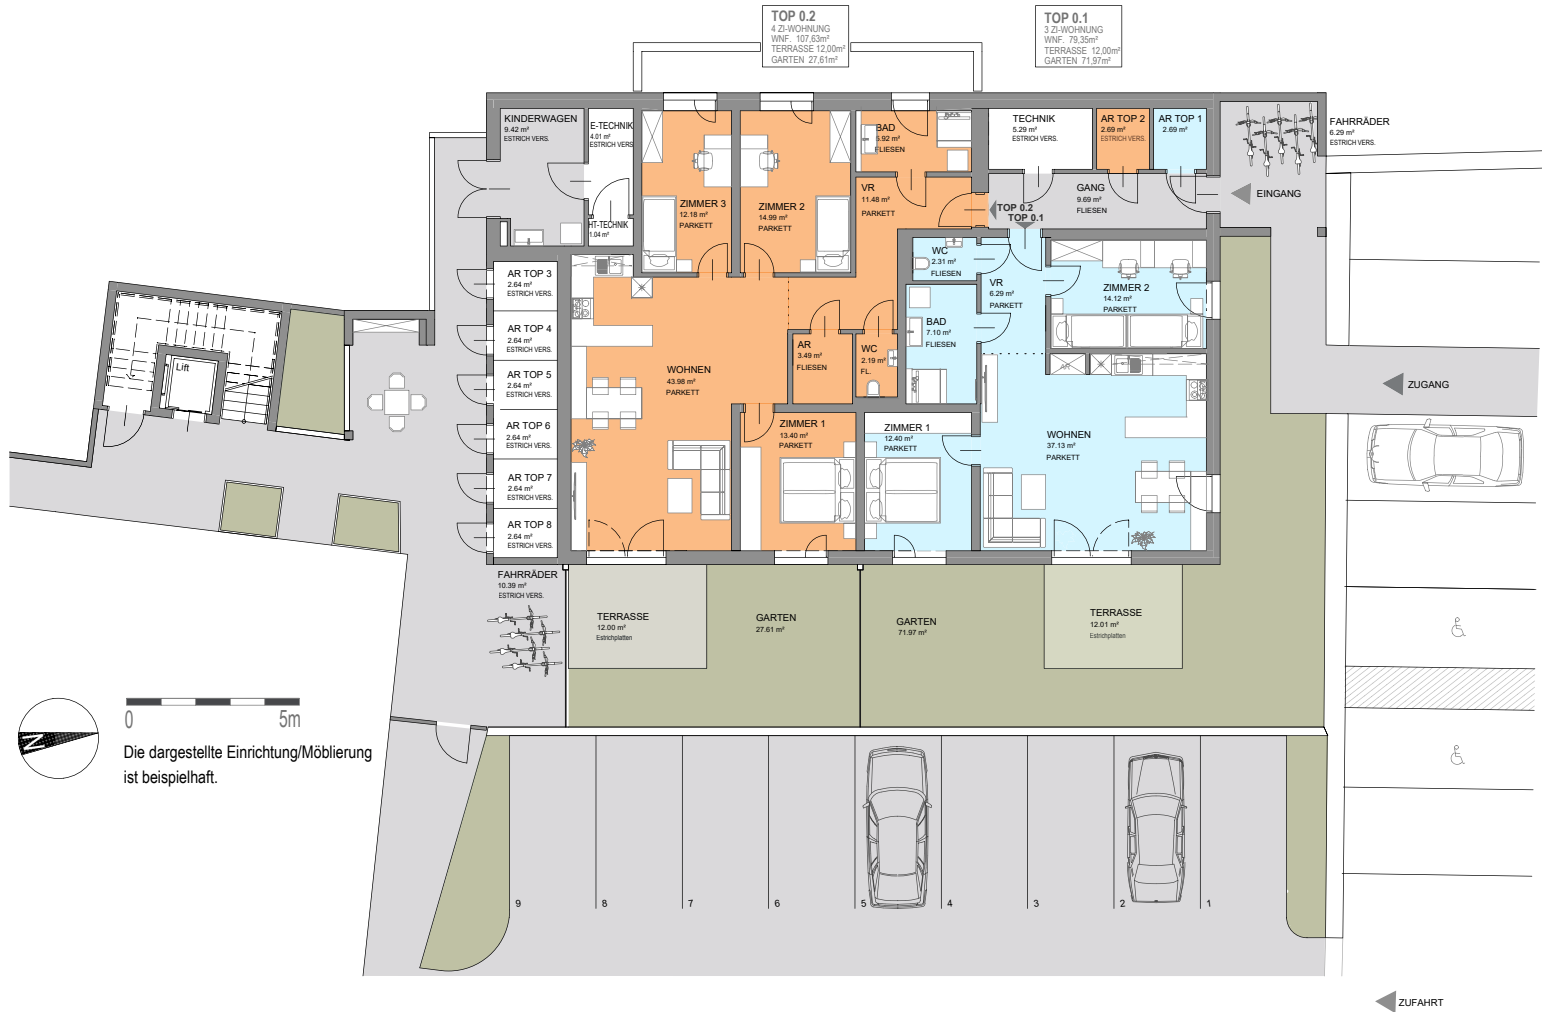 TOP 0.2
4 ZI-WOHNUNG
WNF. 107,63m²
TERRASSE 12,00m²
GARTEN 27,61m²
TOP 0.1
3 ZI-WOHNUNG
WNF. 79,35m²
TERRASSE 12,00m²
GARTEN 71,97m²
KINDERWAGEN
9.42 m²
ESTRICH VERS.
E-TECHNIK
4.01 m²
ESTRICH VERS.
HT-TECHNIK
1.04 m²
ZIMMER 3
12.18 m²
PARKETT
ZIMMER 2
14.99 m²
PARKETT
BAD
5.92 m²
FLIESEN
VR
11.48 m²
PARKETT
TECHNIK
5.29 m²
ESTRICH VERS.
AR TOP 2
2.69 m²
ESTRICH VERS.
AR TOP 1
2.69 m²
FAHRRÄDER
6.29 m²
ESTRICH VERS.
GANG
9.69 m²
FLIESEN
EINGANG
TOP 0.2
TOP 0.1
WC
2.31 m²
FLIESEN
VR
6.29 m²
PARKETT
ZIMMER 2
14.12 m²
PARKETT
BAD
7.10 m²
FLIESEN
AR TOP 3
2.64 m²
ESTRICH VERS.
AR TOP 4
2.64 m²
ESTRICH VERS.
AR TOP 5
2.64 m²
ESTRICH VERS.
AR TOP 6
2.64 m²
ESTRICH VERS.
AR TOP 7
2.64 m²
ESTRICH VERS.
AR TOP 8
2.64 m²
ESTRICH VERS.
Lift
WOHNEN
43.98 m²
PARKETT
AR
3.49 m²
FLIESEN
WC
2.19 m²
FL.
AR
ZUGANG
ZIMMER 1
13.40 m²
PARKETT
ZIMMER 1
12.40 m²
PARKETT
WOHNEN
37.13 m²
PARKETT
FAHRRÄDER
10.39 m²
ESTRICH VERS.
TERRASSE
12.00 m²
Estrichplatten
GARTEN
27.61 m²
GARTEN
71.97 m²
TERRASSE
12.01 m²
Estrichplatten
N
0
5m
Die dargestellte Einrichtung/Möblierung
ist beispielhaft.
9
8
7
6
5
4
3
2
1
ZUFAHRT